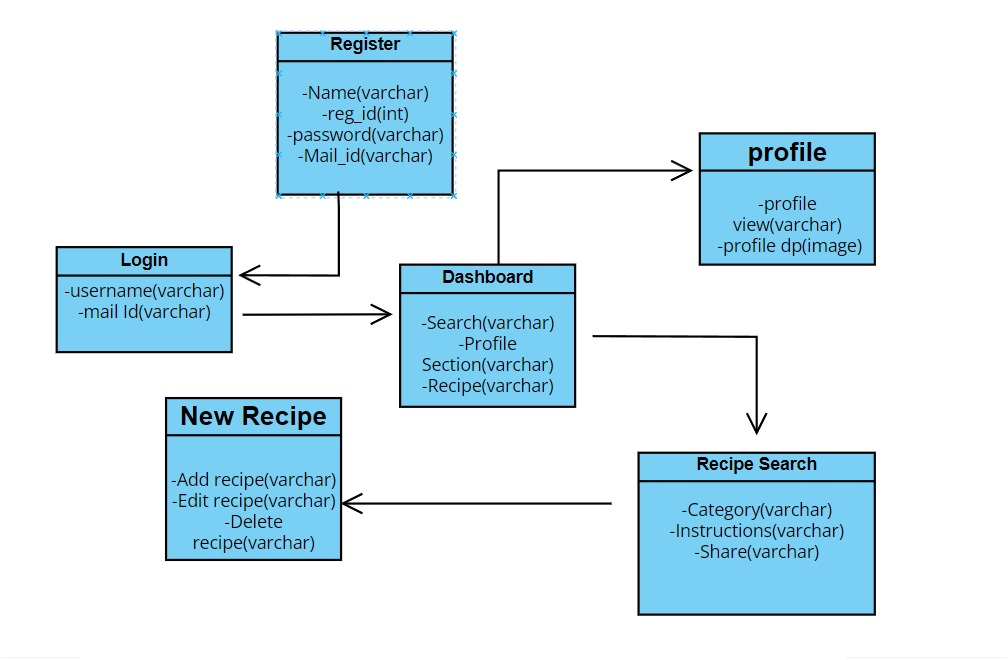 Register
-Name(varchar)
-reg_id(int)
-password(varchar)
-Mail_id(varchar)
profile
-profile
view(varchar)
-profile dp(image)
Login
-username(varchar)
-mail Id(varchar)
Dashboard
-Search(varchar)
-Profile
Section(varchar)
-Recipe(varchar)
New Recipe
-Add recipe(varchar)
-Edit recipe(varchar)
-Delete
recipe(varchar)
Recipe Search
-Category(varchar)
-Instructions(varchar)
-Share(varchar)